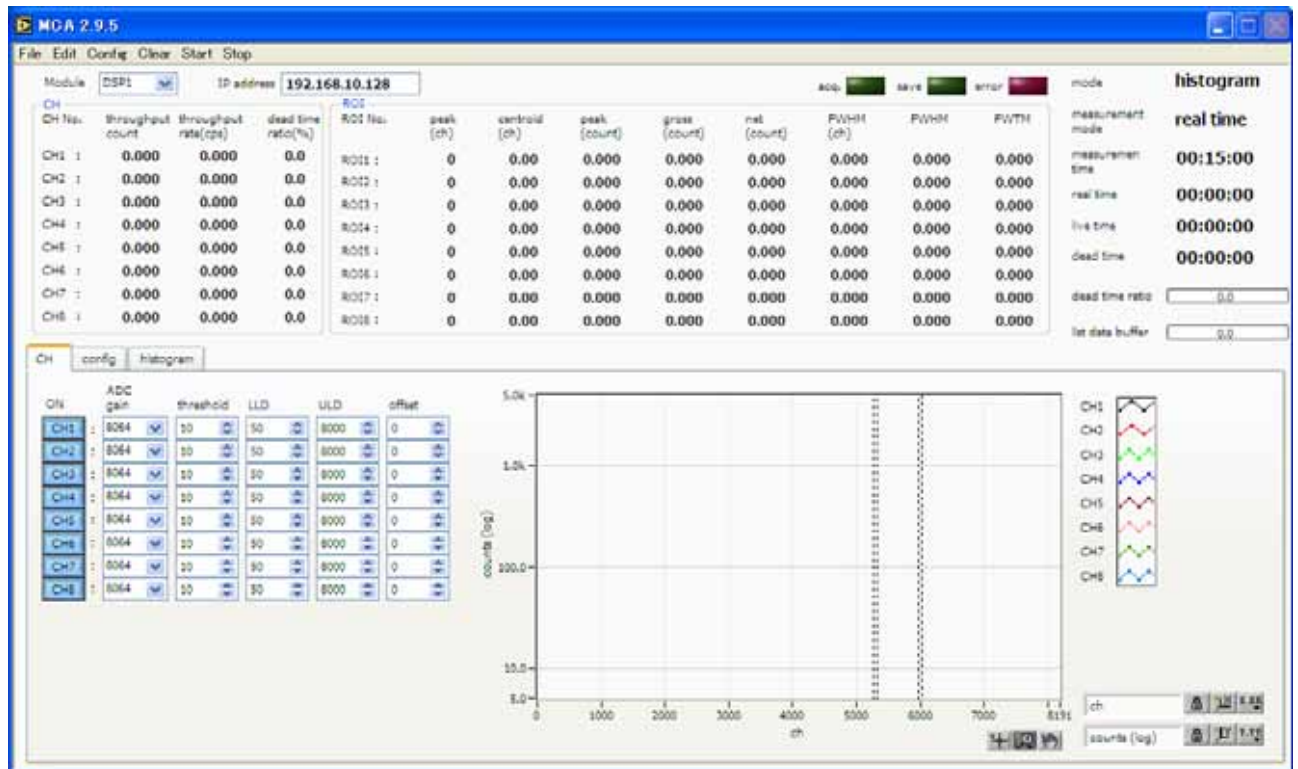 MCA 2.9.5
File Edit Config Clear Start Stop
Module DSP1 IP address 192.168.10.128 acq. save error
mode histogram
measurement mode real time
measuremen time 00:15:00
real time 00:00:00
live time 00:00:00
dead time 00:00:00
dead time ratio 0.0
list data buffer 0.0
CH
CH No. throughput count throughput rate(cps) dead time ratio(%)
CH1 : 0.000 0.000 0.0
CH2 : 0.000 0.000 0.0
CH3 : 0.000 0.000 0.0
CH4 : 0.000 0.000 0.0
CH5 : 0.000 0.000 0.0
CH6 : 0.000 0.000 0.0
CH7 : 0.000 0.000 0.0
CH8 : 0.000 0.000 0.0
ROI
ROI No. peak (ch) centroid (ch) peak (count) gross (count) net (count) FWHM (ch) FWHM FWTM
ROI1 : 0 0.00 0.000 0.000 0.000 0.000 0.000 0.000
ROI2 : 0 0.00 0.000 0.000 0.000 0.000 0.000 0.000
ROI3 : 0 0.00 0.000 0.000 0.000 0.000 0.000 0.000
ROI4 : 0 0.00 0.000 0.000 0.000 0.000 0.000 0.000
ROI5 : 0 0.00 0.000 0.000 0.000 0.000 0.000 0.000
ROI6 : 0 0.00 0.000 0.000 0.000 0.000 0.000 0.000
ROI7 : 0 0.00 0.000 0.000 0.000 0.000 0.000 0.000
ROI8 : 0 0.00 0.000 0.000 0.000 0.000 0.000 0.000
CH config histogram
ON ADC gain threshold LLD ULD offset
CH1 : 8064 10 50 8000 0
CH2 : 8064 10 50 8000 0
CH3 : 8064 10 50 8000 0
CH4 : 8064 10 50 8000 0
CH5 : 8064 10 50 8000 0
CH6 : 8064 10 50 8000 0
CH7 : 8064 10 50 8000 0
CH8 : 8064 10 50 8000 0
counts (log)
5.0k
1.0k
100.0
10.0
5.0
0 1000 2000 3000 4000 5000 6000 7000 8191
ch
CH1
CH2
CH3
CH4
CH5
CH6
CH7
CH8
ch
counts (log)